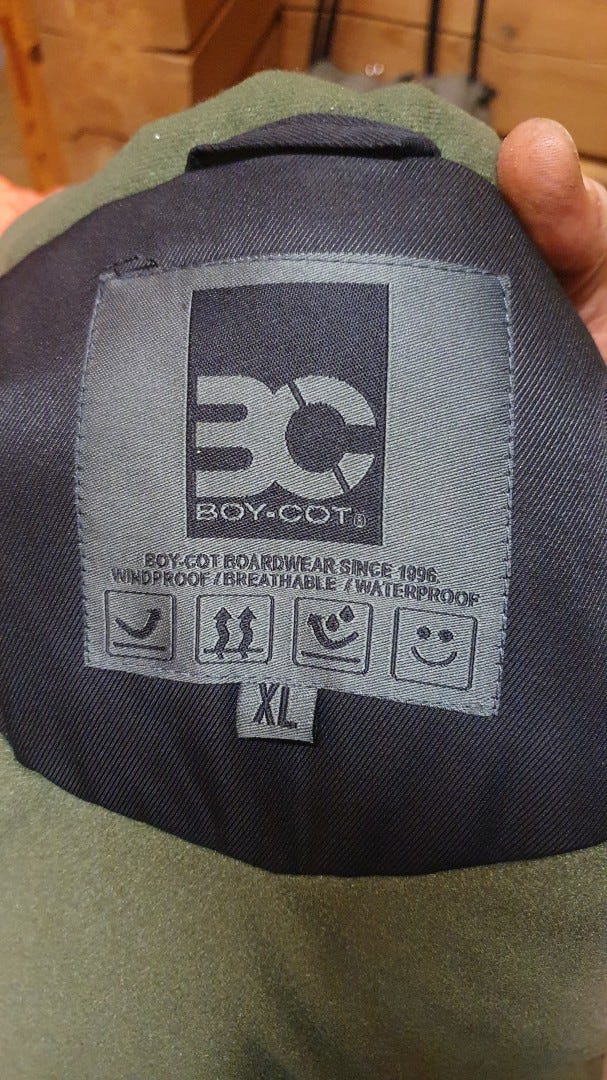 BC
BOY-COT®
BOY-COT BOARDWEAR SINCE 1996.
WINDPROOF / BREATHABLE / WATERPROOF
XL